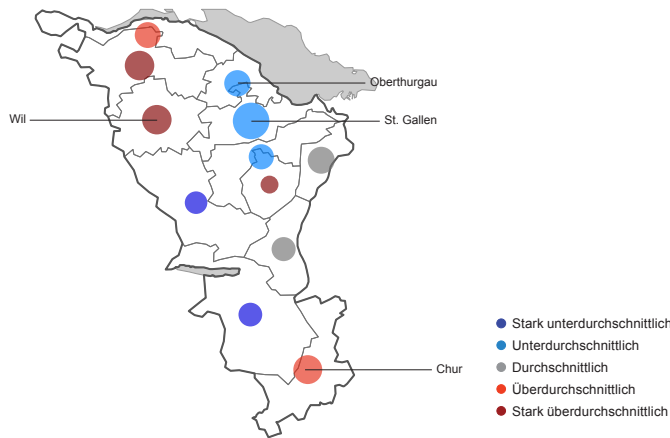 Oberthurgau
Wil
St. Gallen
Chur
Stark unterdurchschnittlich
Unterdurchschnittlich
Durchschnittlich
Überdurchschnittlich
Stark überdurchschnittlich